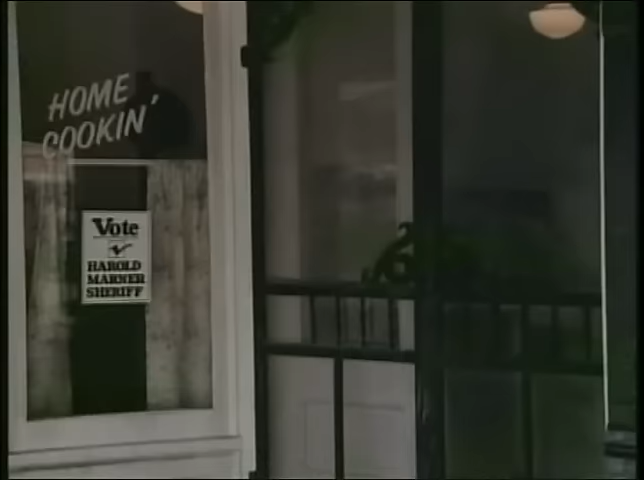 HOME
COOKIN'
Vote
HAROLD
MARNER
SHERIFF